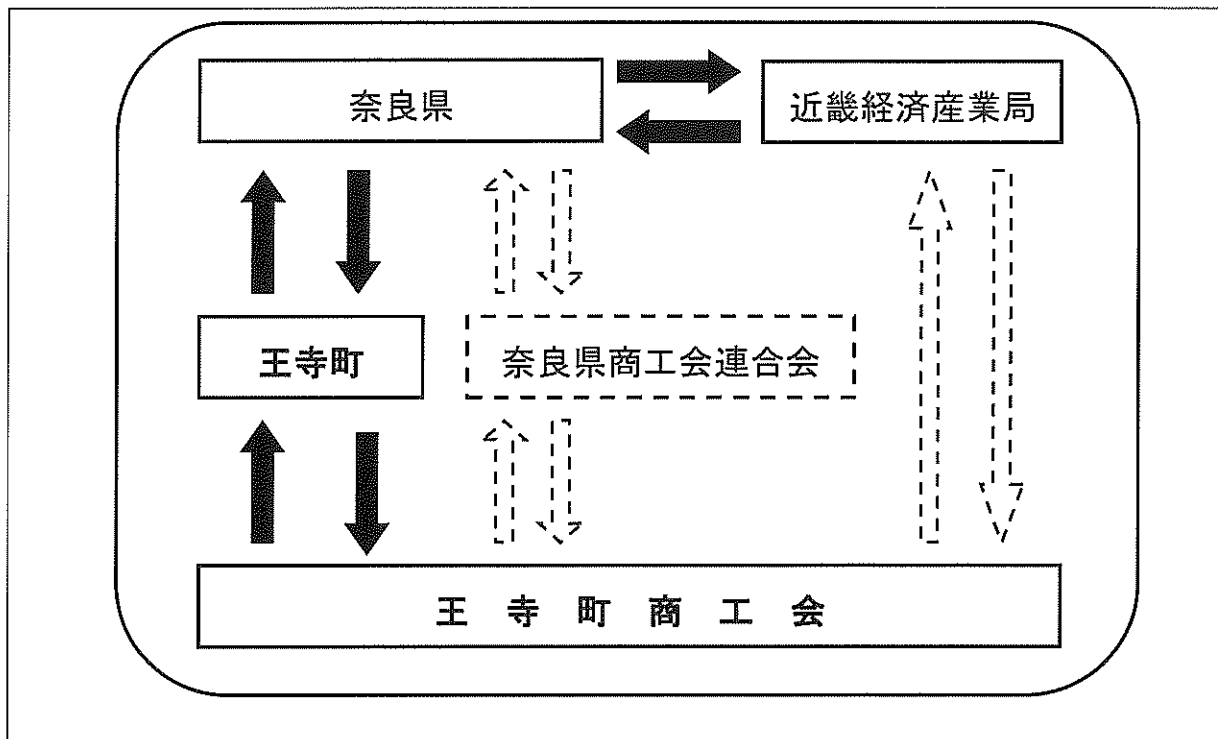 奈良県
近畿経済産業局
王寺町
奈良県商工会連合会
王寺町商工会